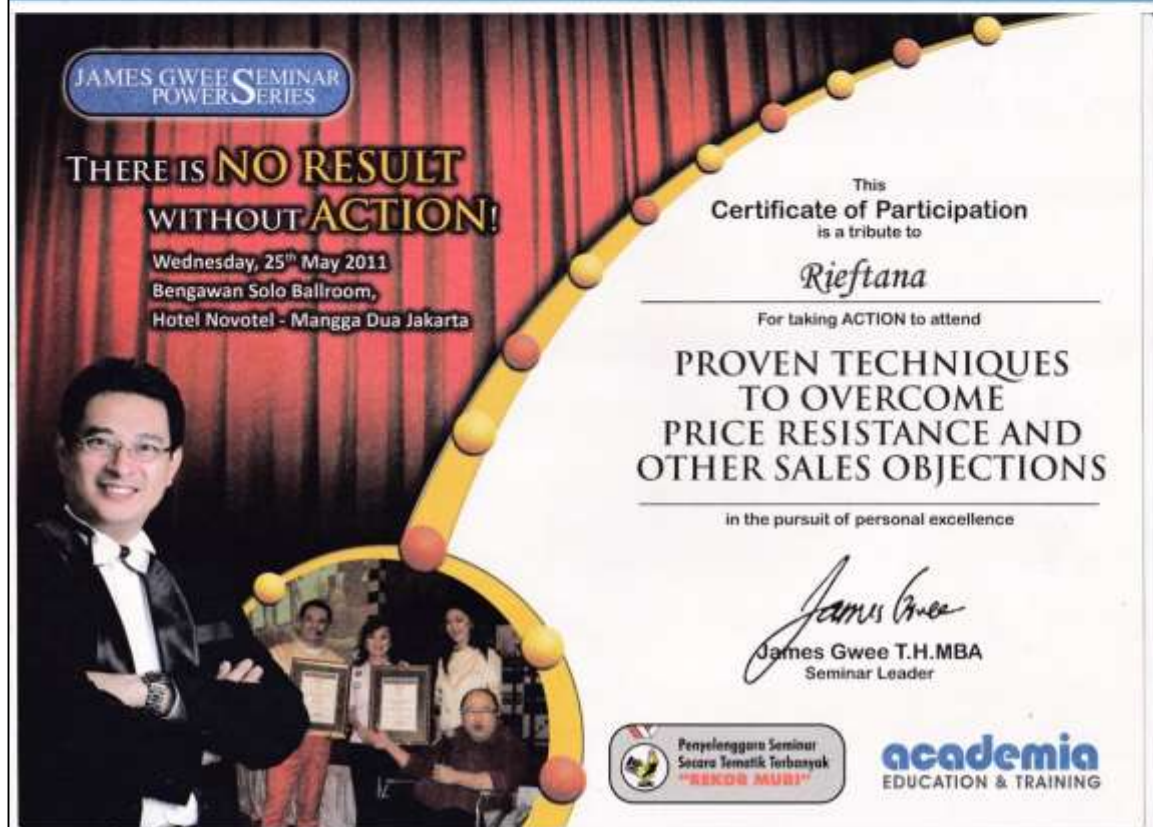 JAMES GWEE SEMINAR
POWER SERIES
THERE IS NO RESULT
WITHOUT ACTION!
Wednesday, 25th May 2011
Bengawan Solo Ballroom,
Hotel Novotel - Mangga Dua Jakarta
This
Certificate of Participation
is a tribute to
Rieftana
For taking ACTION to attend
PROVEN TECHNIQUES
TO OVERCOME
PRICE RESISTANCE AND
OTHER SALES OBJECTIONS
in the pursuit of personal excellence
James Gwee
James Gwee T.H.MBA
Seminar Leader
Penyelenggara Seminar
Secara Tematik Terbanyak
"REKOR MURI"
academia
EDUCATION & TRAINING